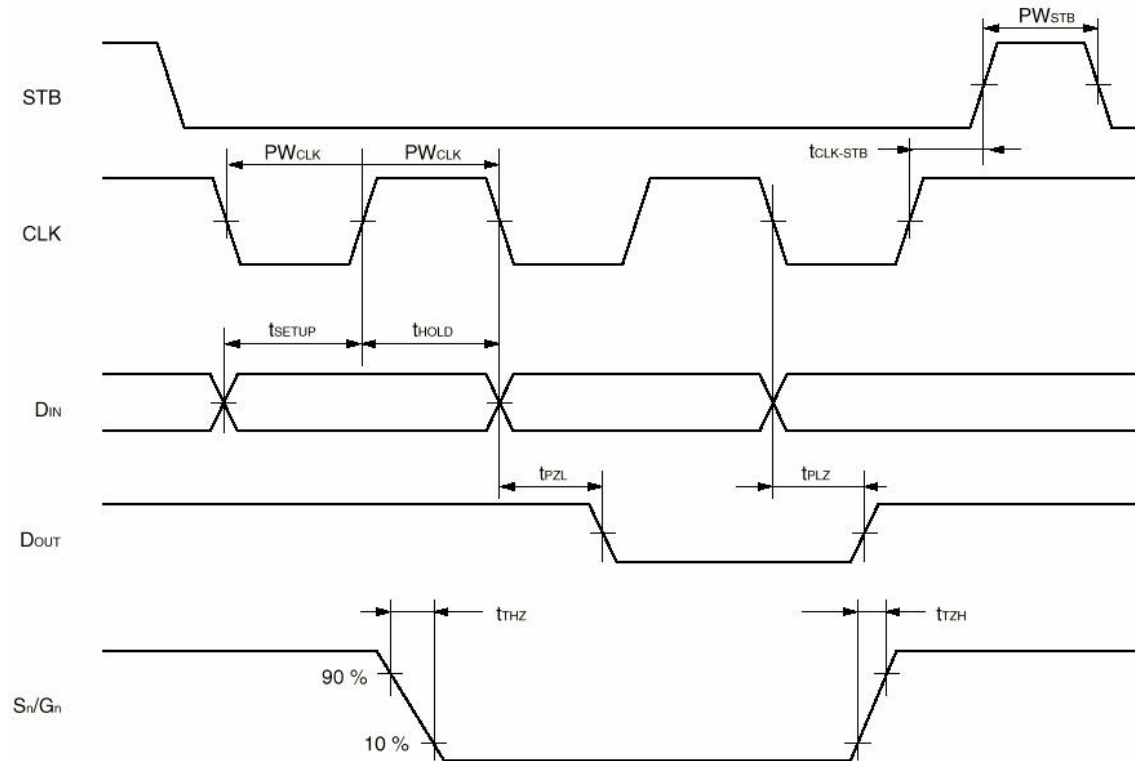 PWSTB
STB
tCLK-STB
PWCLK PWCLK
CLK
tSETUP tHOLD
DIN
tPZL tPLZ
DOUT
tTHZ tTZH
90 %
Sn/Gn
10 %